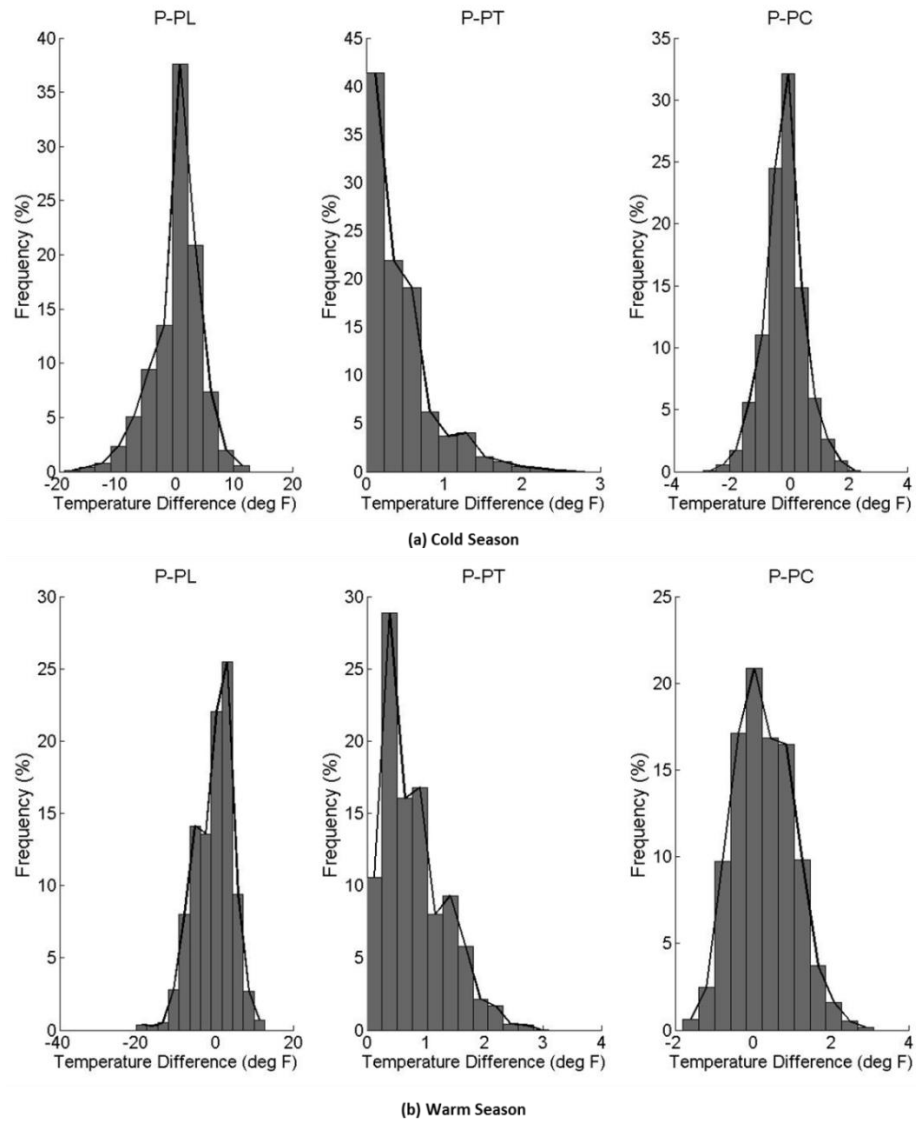 P-PL
40
35
30
25
20
15
10
5
0
-20 -10 0 10 20
Frequency (%)
Temperature Difference (deg F)
P-PT
45
40
35
30
25
20
15
10
5
0
0 1 2 3
Frequency (%)
Temperature Difference (deg F)
P-PC
35
30
25
20
15
10
5
0
-4 -2 0 2 4
Frequency (%)
Temperature Difference (deg F)
(a) Cold Season
P-PL
30
25
20
15
10
5
0
-40 -20 0 20
Frequency (%)
Temperature Difference (deg F)
P-PT
30
25
20
15
10
5
0
0 1 2 3 4
Frequency (%)
Temperature Difference (deg F)
P-PC
25
20
15
10
5
0
-2 0 2 4
Frequency (%)
Temperature Difference (deg F)
(b) Warm Season